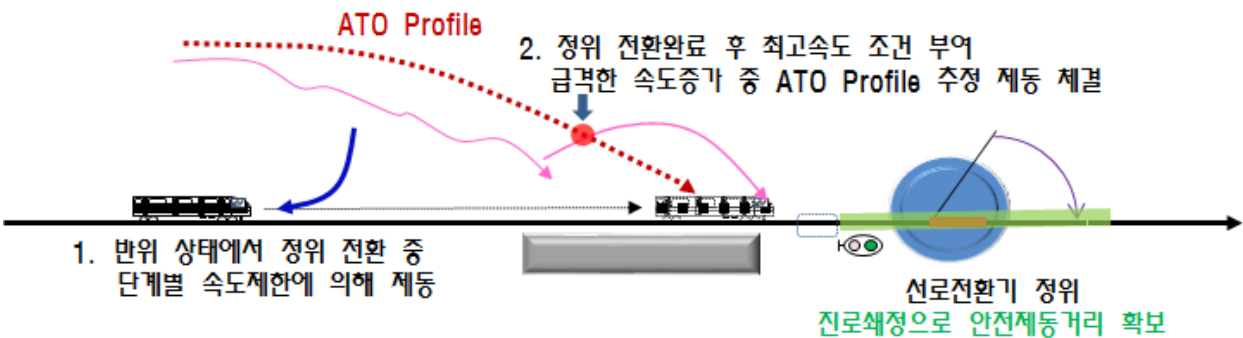 ATO Profile
2. 정위 전환완료 후 최고속도 조건 부여
급격한 속도증가 중 ATO Profile 추정 제동 체결
1. 반위 상태에서 정위 전환 중
단계별 속도제한에 의해 제동
선로전환기 정위
진로쇄정으로 안전제동거리 확보